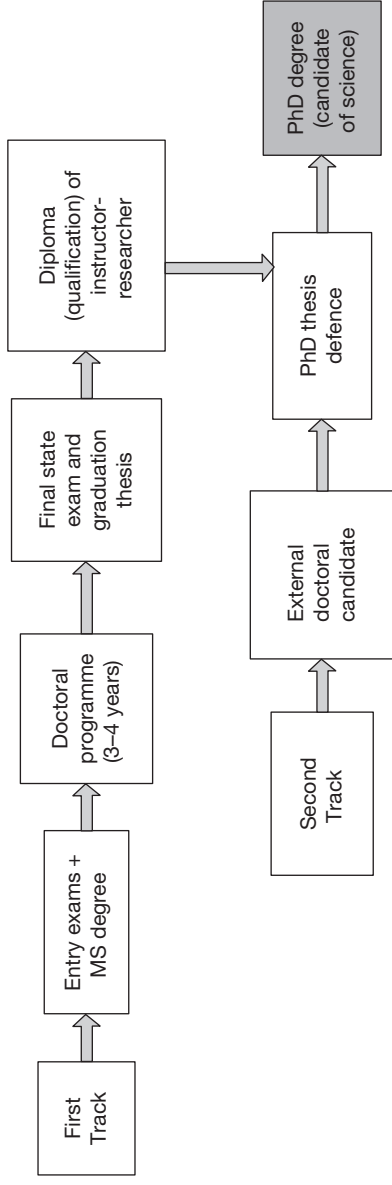 First
Track
Entry exams +
MS degree
Doctoral
programme
(3–4 years)
Final state
exam and
graduation
thesis
Diploma
(qualification) of
instructor-
researcher
Second
Track
External
doctoral
candidate
PhD thesis
defence
PhD degree
(candidate
of science)